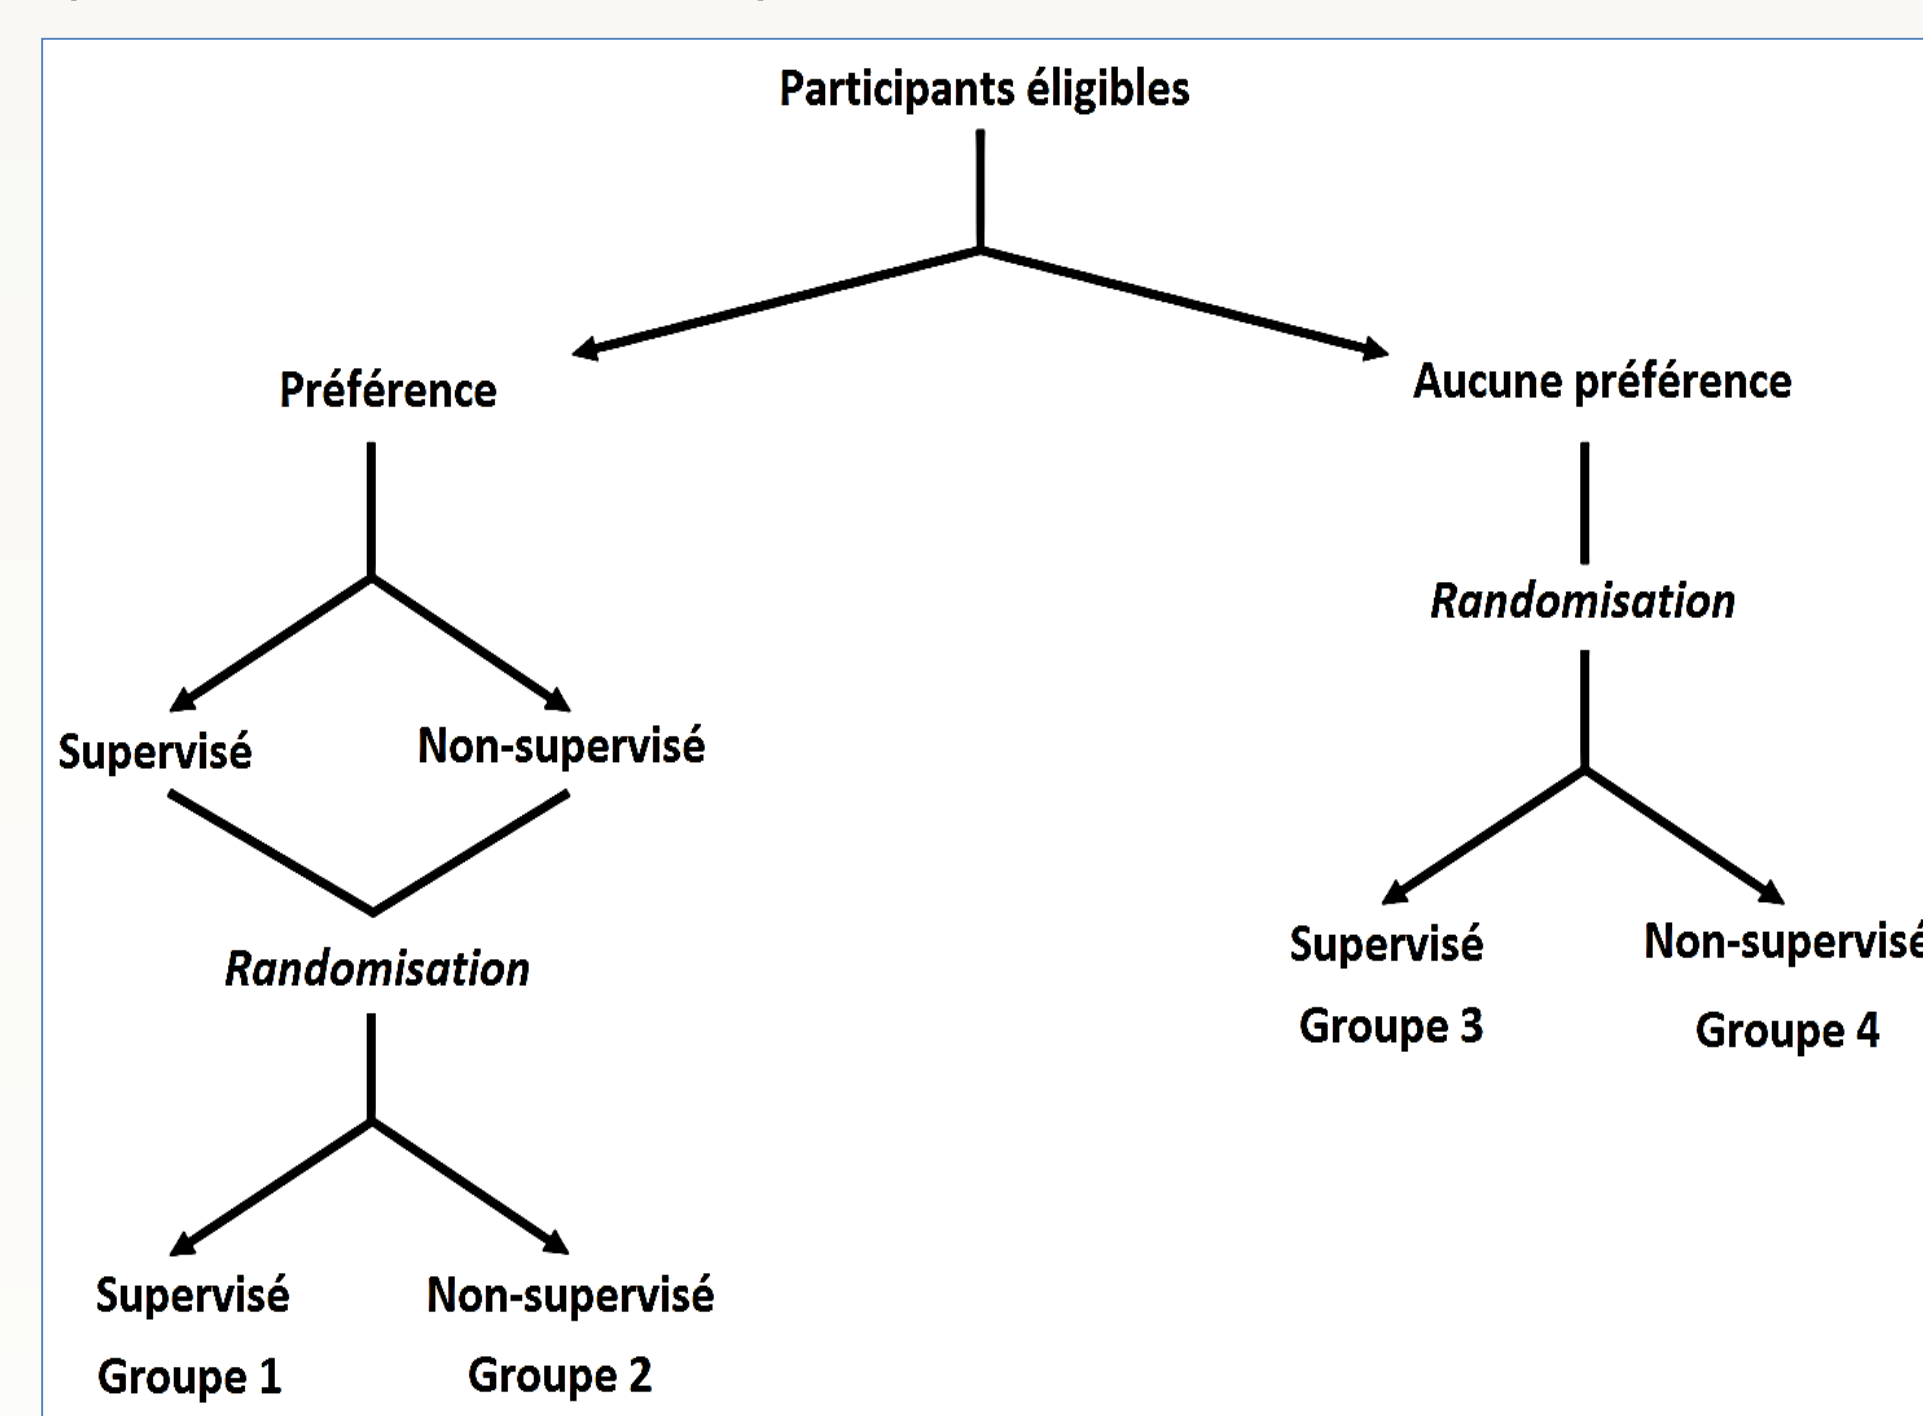 Participants éligibles
Préférence
Aucune préférence
Randomisation
Supervisé
Non-supervisé
Supervisé
Non-supervisé
Groupe 3
Groupe 4
Randomisation
Supervisé
Non-supervisé
Groupe 1
Groupe 2